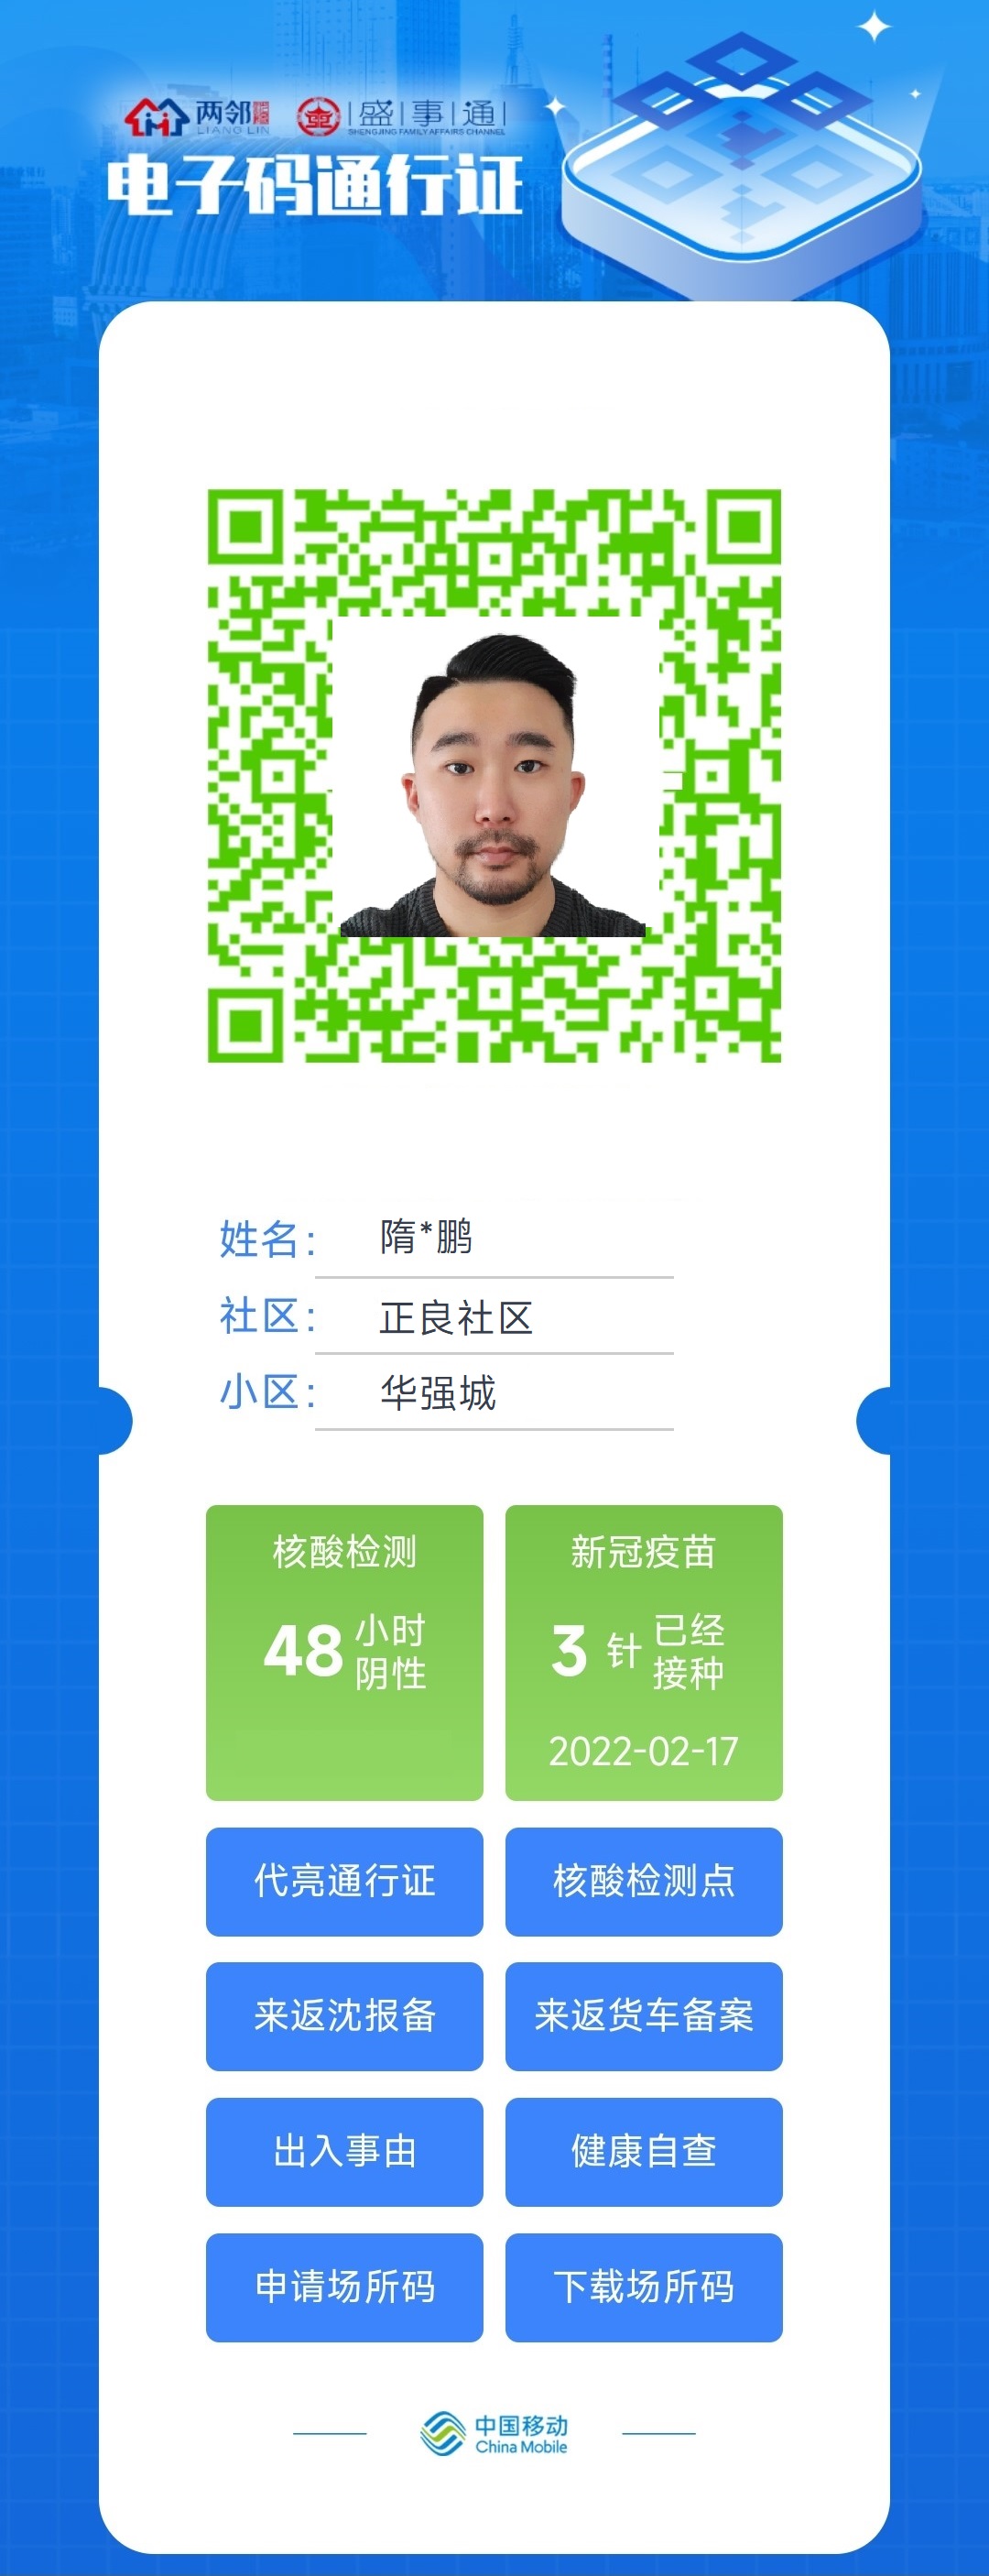 两邻
LIANG LIN
盛事通
SHENGJING FAMILY AFFAIRS CHANNEL
电子码通行证
姓名： 隋*鹏
社区： 正良社区
小区： 华强城
核酸检测
48 小时阴性
新冠疫苗
3 针 已经接种
2022-02-17
代亮通行证
核酸检测点
来返沈报备
来返货车备案
出入事由
健康自查
申请场所码
下载场所码
中国移动
China Mobile